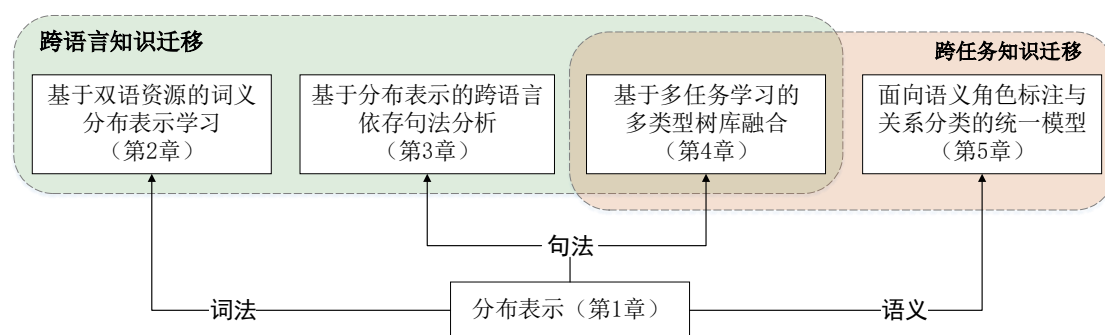 跨语言知识迁移
跨任务知识迁移
基于双语资源的词义
分布表示学习
（第2章）
基于分布表示的跨语言
依存句法分析
（第3章）
基于多任务学习的
多类型树库融合
（第4章）
面向语义角色标注与
关系分类的统一模型
（第5章）
句法
词法
分布表示（第1章）
语义